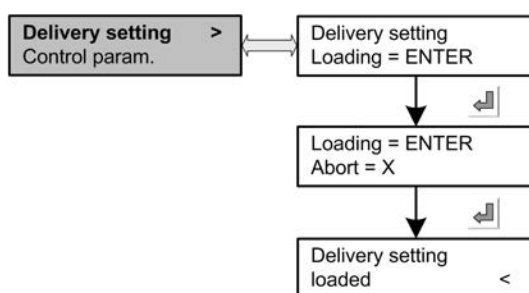 Delivery setting >
Control param.
Delivery setting
Loading = ENTER
Loading = ENTER
Abort = X
Delivery setting
loaded <